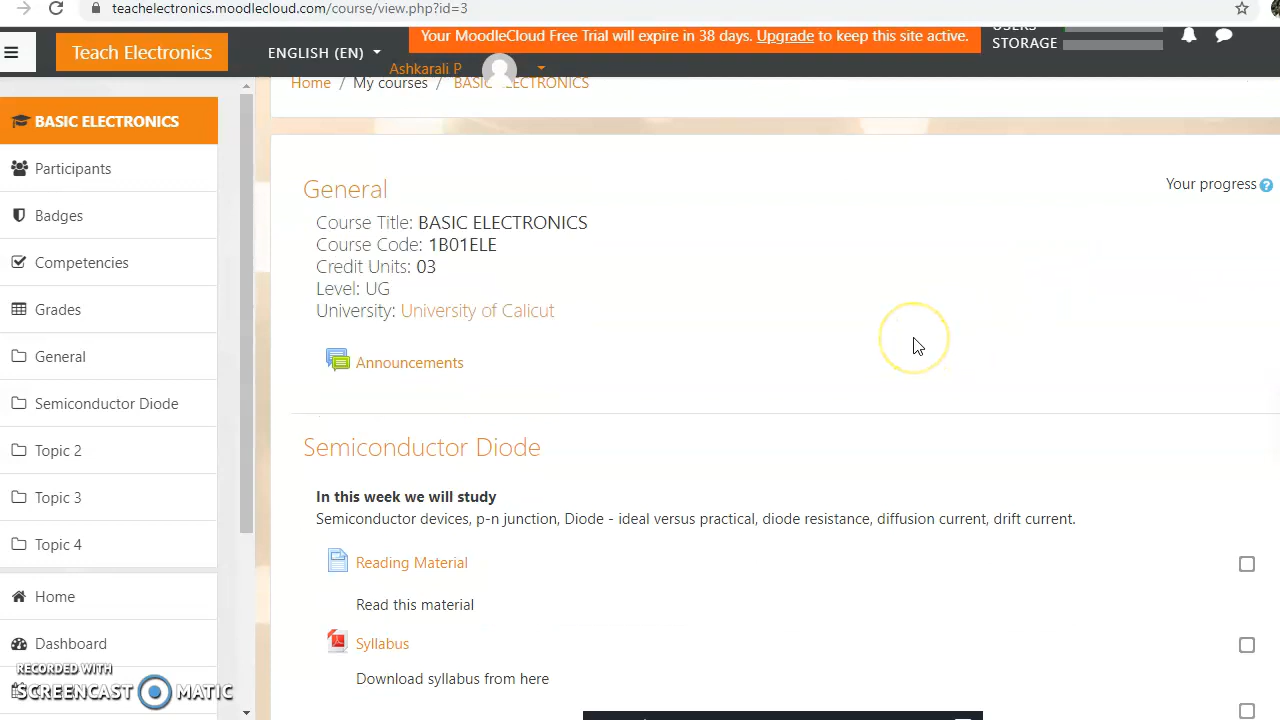 teachelectronics.moodlecloud.com/course/view.php?id=3
Teach Electronics
ENGLISH (EN)
Your MoodleCloud Free Trial will expire in 38 days. Upgrade to keep this site active.
USERS
STORAGE
Ashkarali P
Home / My courses / BASIC ELECTRONICS
BASIC ELECTRONICS
Participants
Badges
Competencies
Grades
General
Semiconductor Diode
Topic 2
Topic 3
Topic 4
Home
Dashboard
General
Your progress
Course Title: BASIC ELECTRONICS
Course Code: 1B01ELE
Credit Units: 03
Level: UG
University: University of Calicut
Announcements
Semiconductor Diode
In this week we will study
Semiconductor devices, p-n junction, Diode - ideal versus practical, diode resistance, diffusion current, drift current.
Reading Material
Read this material
Syllabus
Download syllabus from here
RECORDED WITH
SCREENCAST MATIC